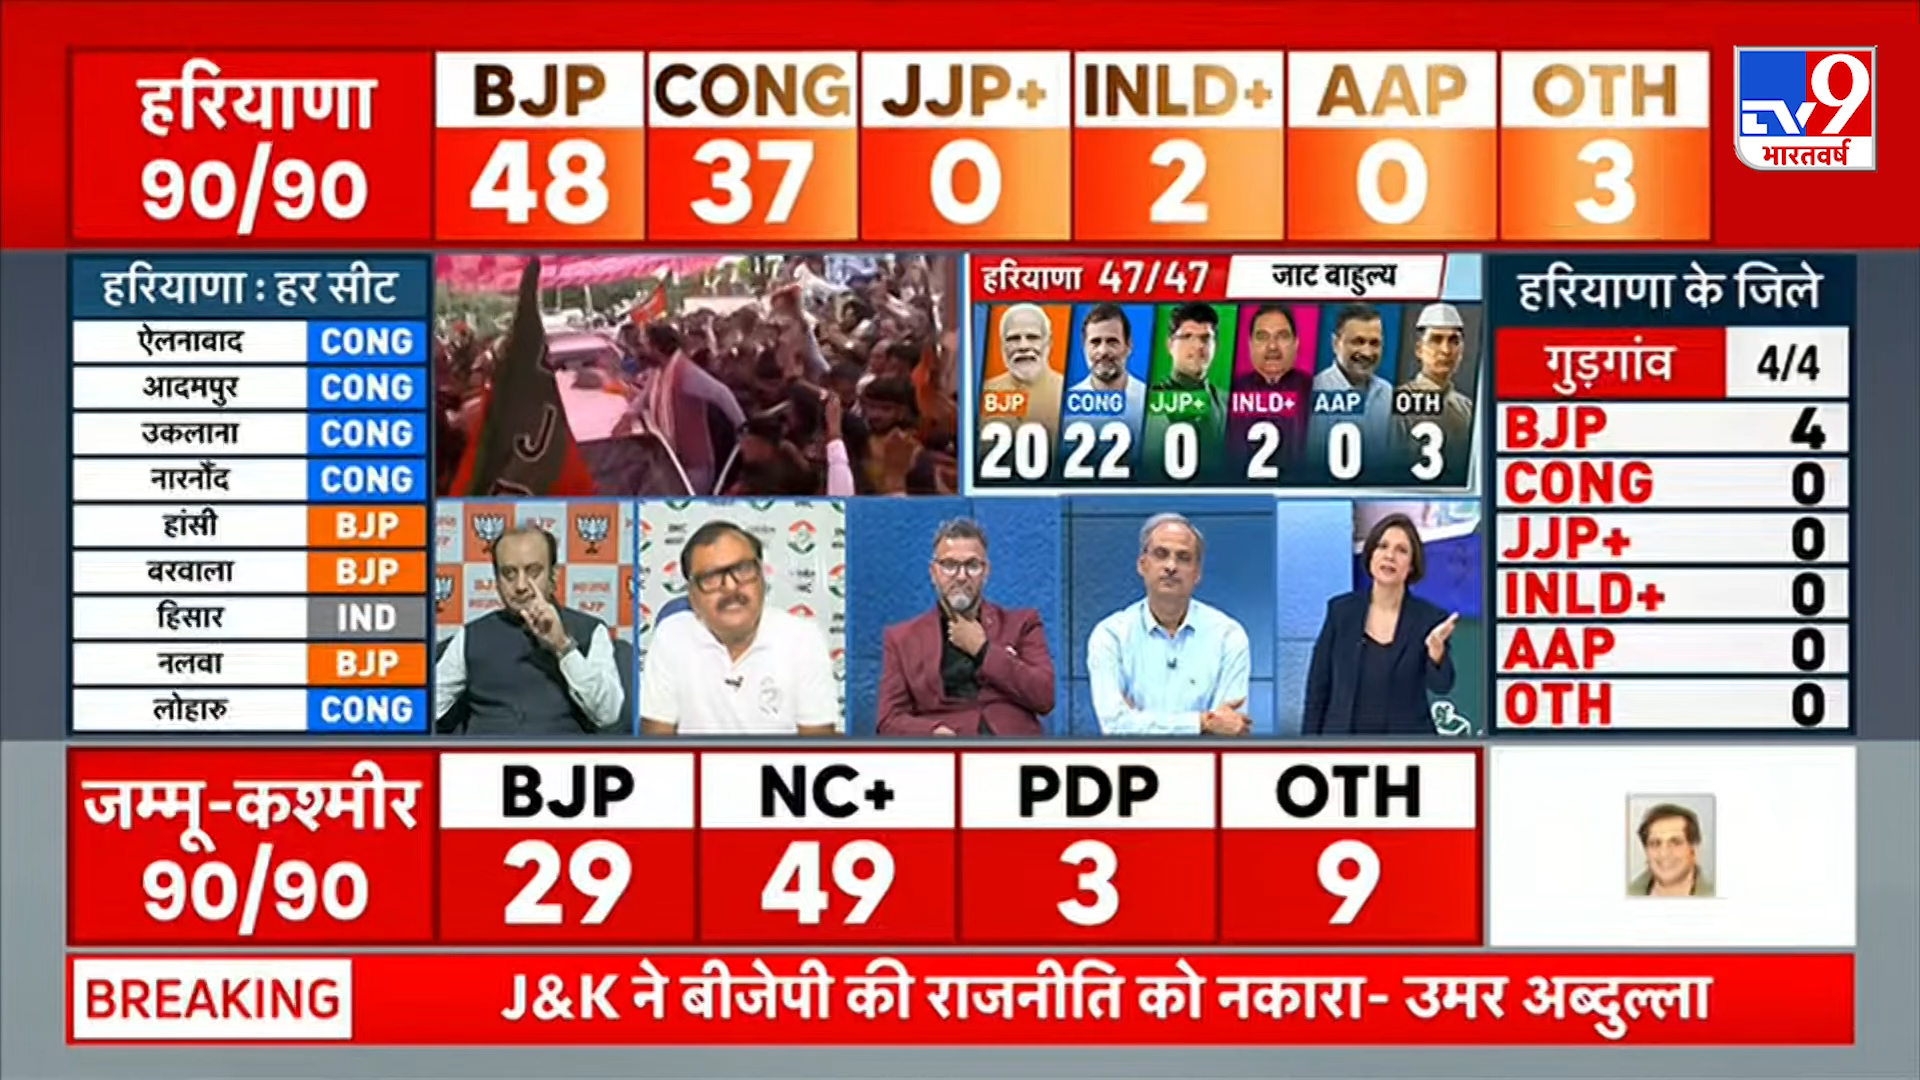 हरियाणा
90/90
BJP CONG JJP+ INLD+ AAP OTH
48 37 0 2 0 3
TV9
भारतवर्ष
हरियाणा : हर सीट
ऐलनाबाद CONG
आदमपुर CONG
उकलाना CONG
नारनौंद CONG
हांसी BJP
बरवाला BJP
हिसार IND
नलवा BJP
लोहारु CONG
हरियाणा 47/47 जाट बाहुल्य
BJP CONG JJP+ INLD+ AAP OTH
20 22 0 2 0 3
हरियाणा के जिले
गुड़गांव 4/4
BJP 4
CONG 0
JJP+ 0
INLD+ 0
AAP 0
OTH 0
BJP
जम्मू-कश्मीर
90/90
BJP NC+ PDP OTH
29 49 3 9
BREAKING J&K ने बीजेपी की राजनीति को नकारा- उमर अब्दुल्ला